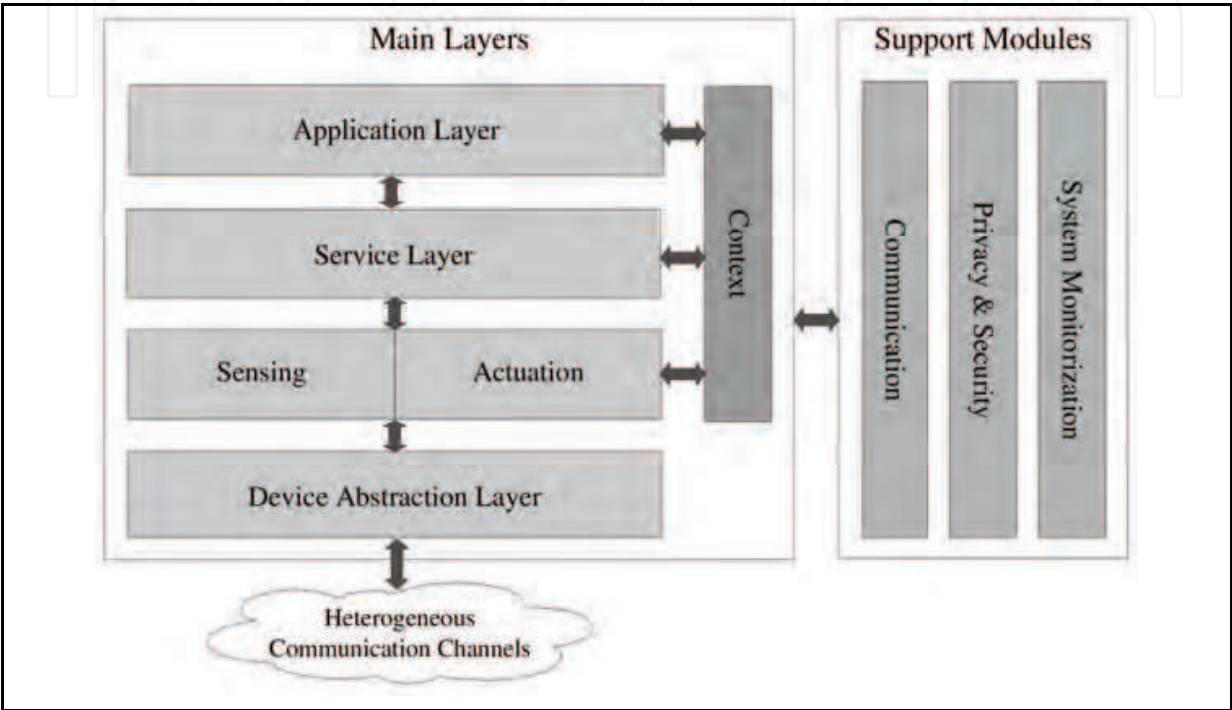 Main Layers
Application Layer
Service Layer
Sensing
Actuation
Device Abstraction Layer
Context
Heterogeneous
Communication Channels
Support Modules
Communication
Privacy & Security
System Monitorization